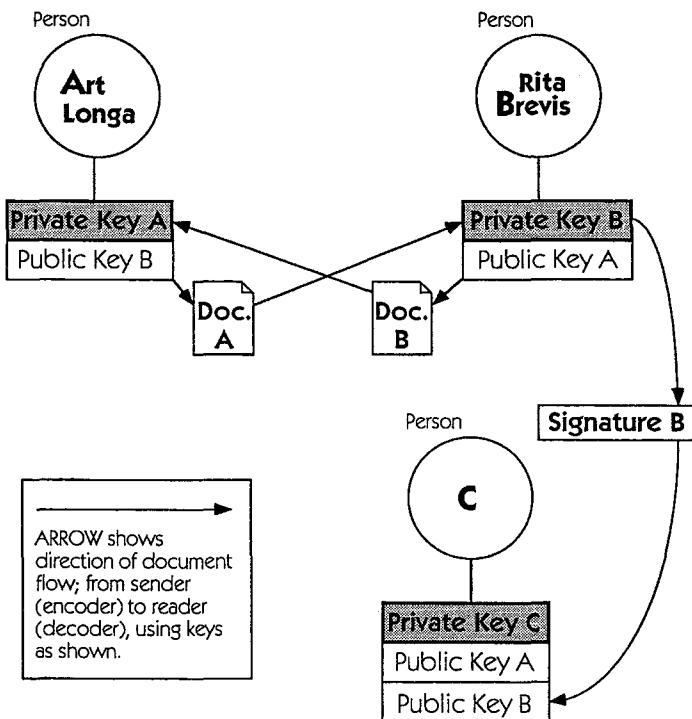 Person
Art
Longa
Private Key A
Public Key B
Doc.
A
Person
Rita
Brevis
Private Key B
Public Key A
Doc.
B
Signature B
Person
C
Private Key C
Public Key A
Public Key B
ARROW shows
direction of document
flow; from sender
(encoder) to reader
(decoder), using keys
as shown.